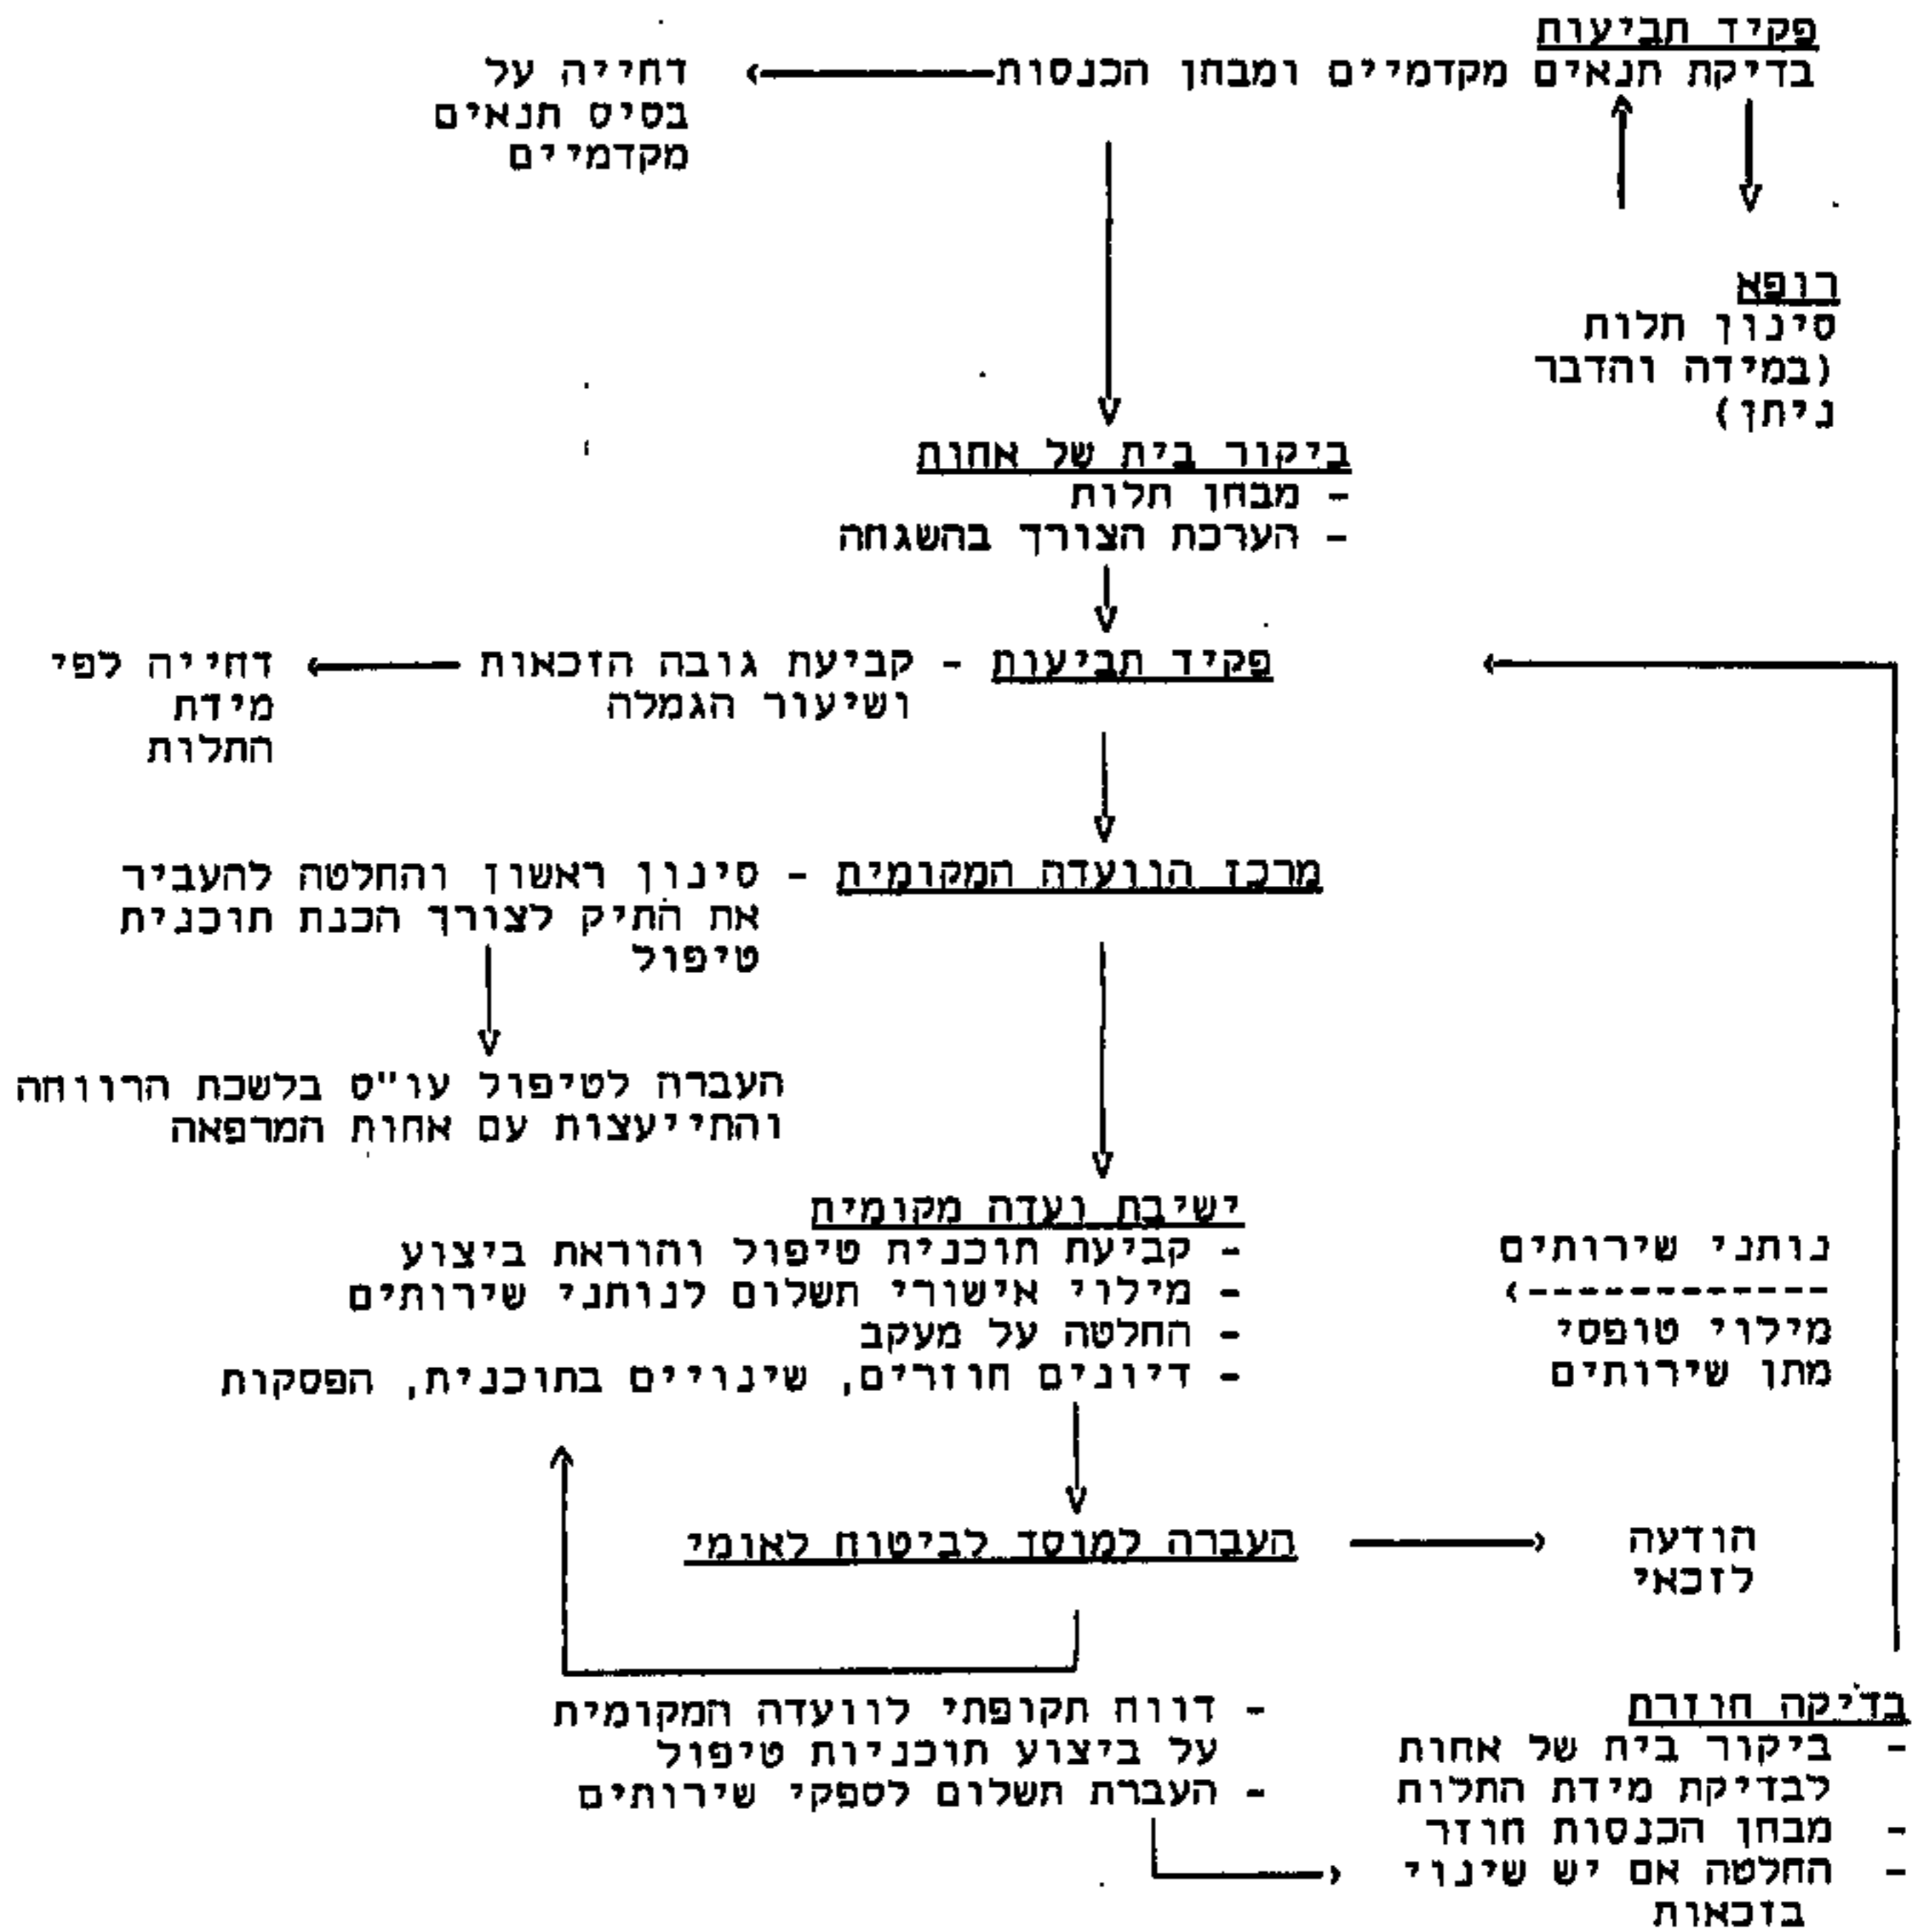 פקיד תביעות
בדיקת תנאים מקדמיים ומבחן הכנסות
דחייה על
בסיס תנאים
מקדמיים
רופא
סינון תלות
(במידה והדבר
ניתן)
ביקור בית של אחות
- מבחן תלות
- הערכת הצורך בהשגחה
פקיד תביעות - קביעת גובה הזכאות
ושיעור הגמלה
דחייה לפי
מידת
התלות
מרכז הוועדה המקומית - סינון ראשון והחלטה להעביר
את התיק לצורך הכנת תוכנית
טיפול
העברה לטיפול עו"ס בלשכת הרווחה
והתייעצות עם אחות המרפאה
ישיבת ועדה מקומית
- קביעת תוכנית טיפול והוראת ביצוע
- מילוי אישורי תשלום לנותני שירותים
- החלטה על מעקב
- דיונים חוזרים, שינויים בתוכנית, הפסקות
נותני שירותים
מילוי טופסי
מתן שירותים
העברה למוסד לביטוח לאומי
הודעה
לזכאי
- דווח תקופתי לוועדה המקומית
על ביצוע תוכניות טיפול
- העברת תשלום לספקי שירותים
בדיקה חוזרת
- ביקור בית של אחות
לבדיקת מידת התלות
- מבחן הכנסות חוזר
- החלטה אם יש שינוי
בזכאות